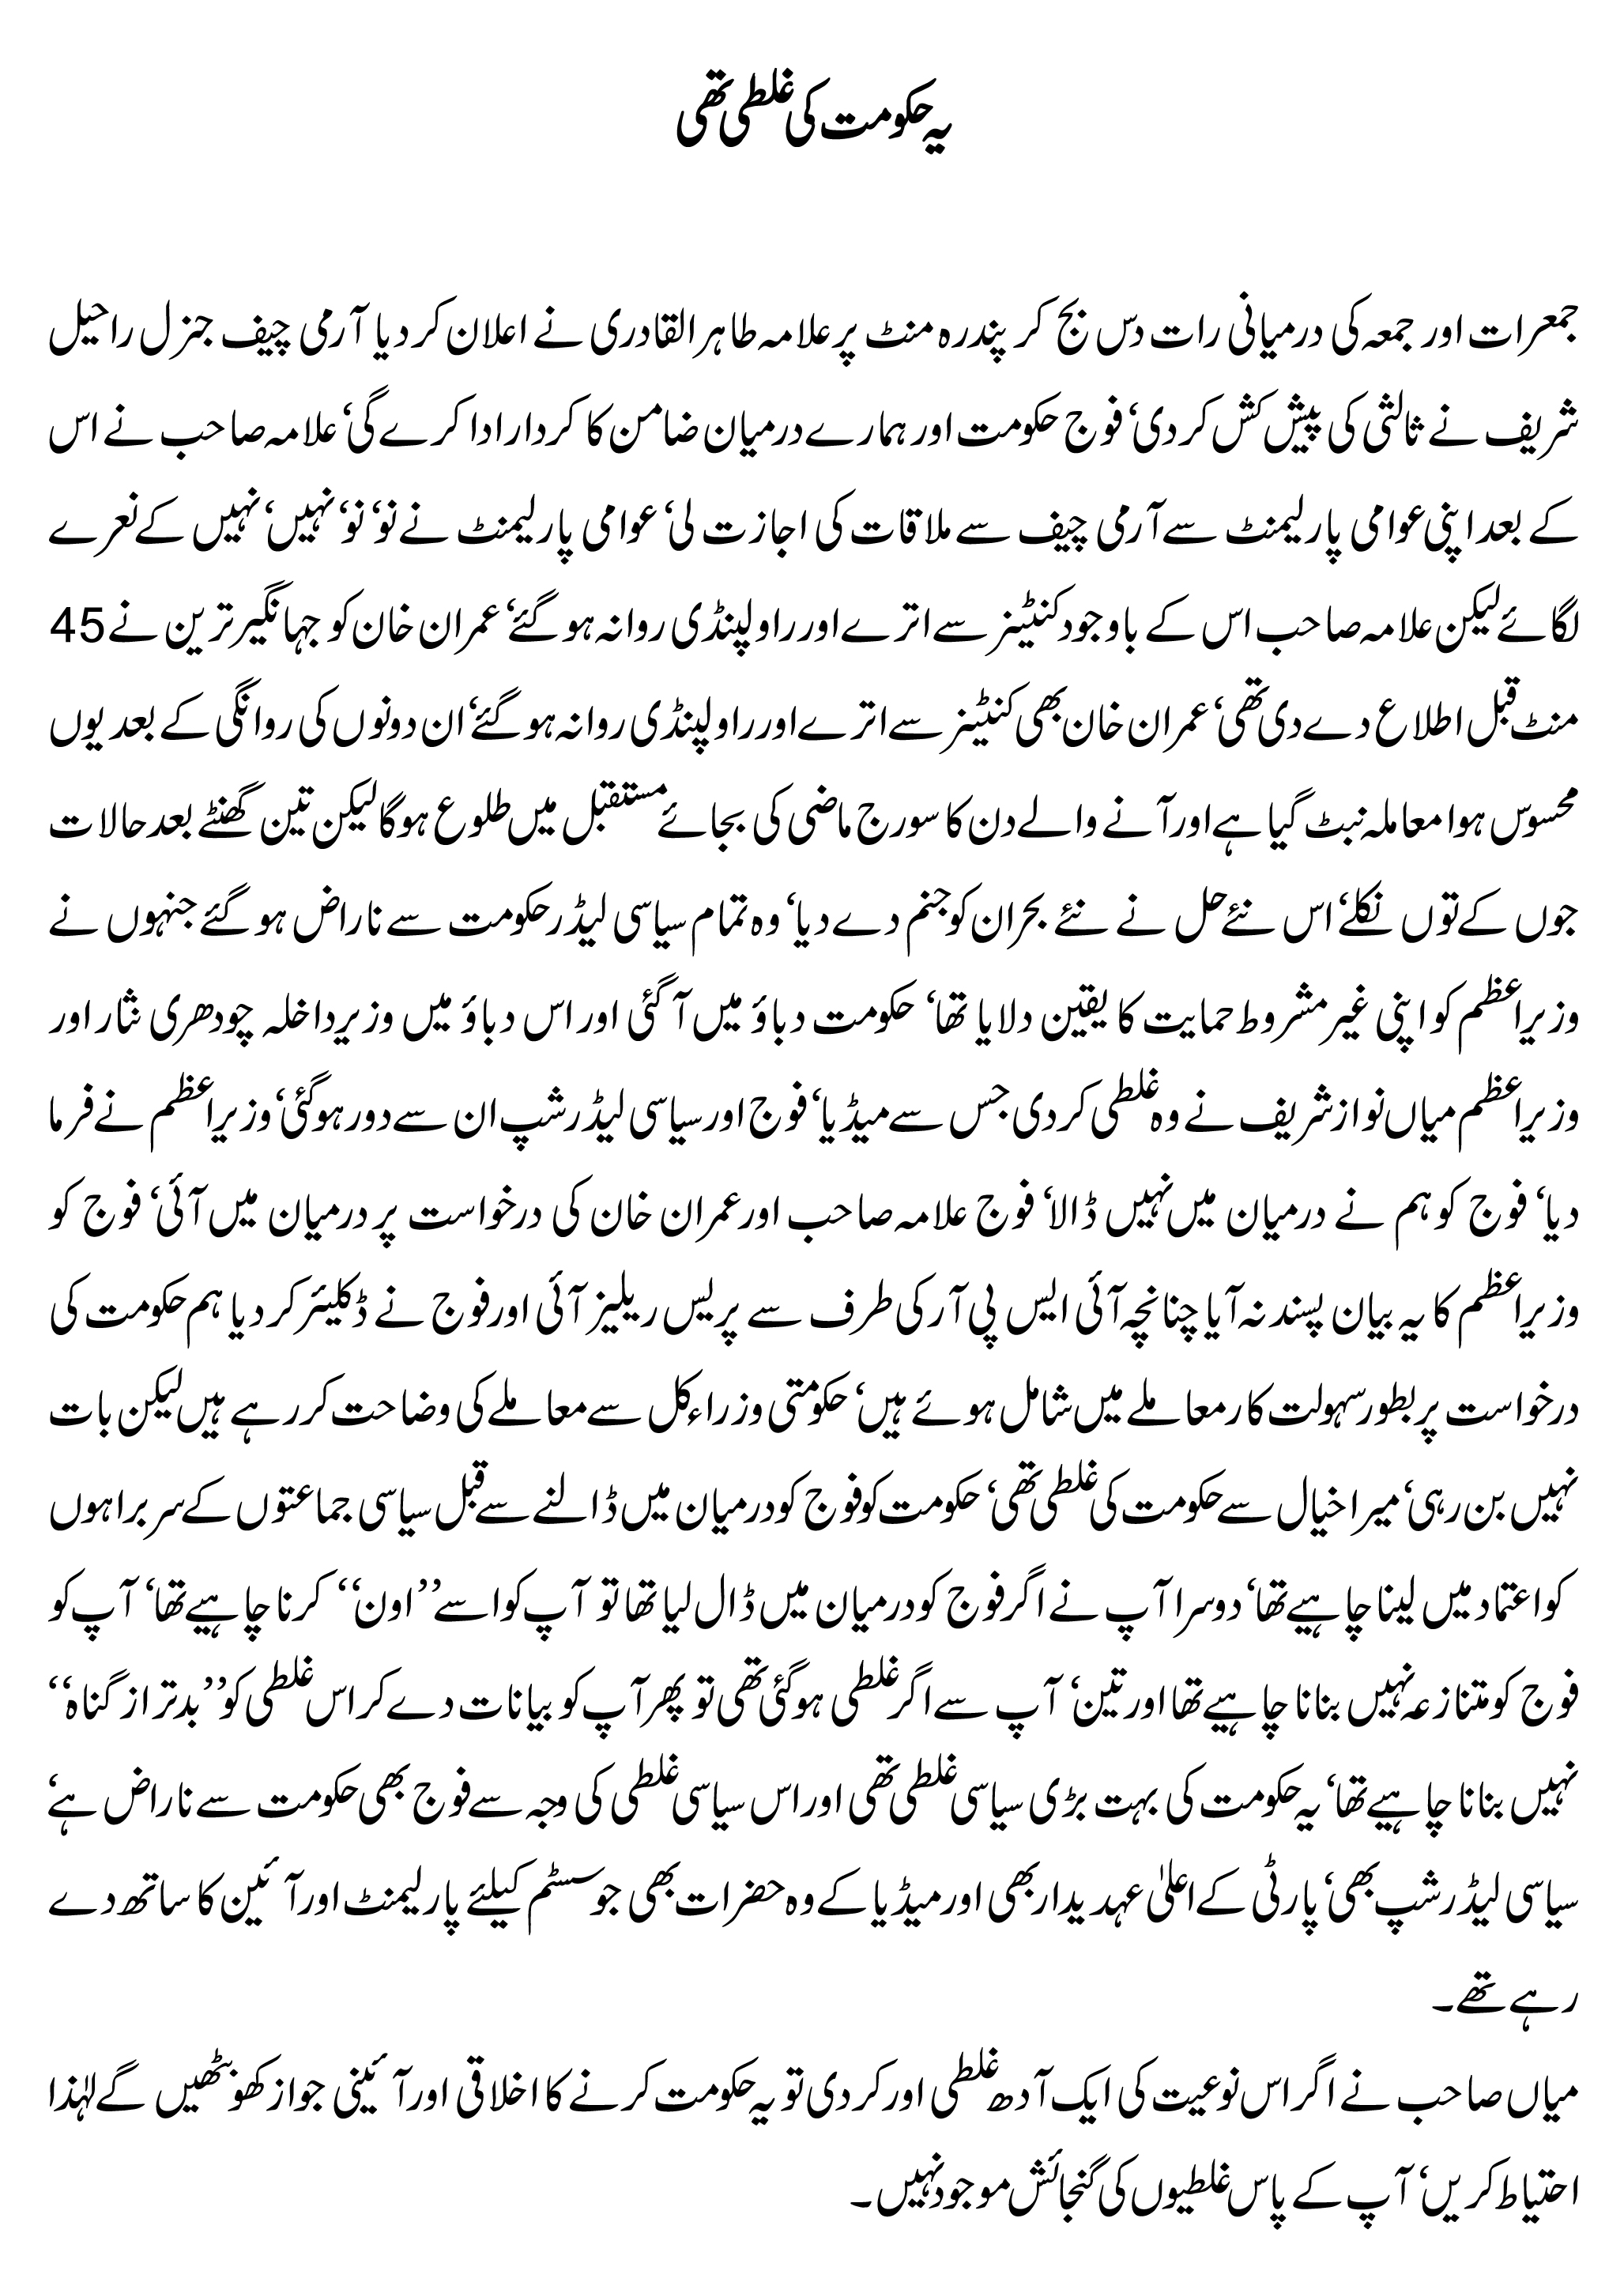 یہ حکومت کی غلطی تھی
جمعرات اور جمعہ کی درمیانی رات دس بج کر پندرہ منٹ پر علامہ طاہر القادری نے اعلان کر دیا آرمی چیف جنرل راحیل
شریف نے ثالثی کی پیش کش کر دی‘ فوج حکومت اور ہمارے درمیان ضامن کا کردار ادا کرے گی‘ علامہ صاحب نے اس
کے بعد اپنی عوامی پارلیمنٹ سے آرمی چیف سے ملاقات کی اجازت لی‘ عوامی پارلیمنٹ نے نو‘ نو‘ نہیں‘ نہیں کے نعرے
لگائے لیکن علامہ صاحب اس کے باوجود کنٹینر سے اترے اور راولپنڈی روانہ ہو گئے‘ عمران خان کو جہانگیر ترین نے 45
منٹ قبل اطلاع دے دی تھی‘ عمران خان بھی کنٹینر سے اترے اور راولپنڈی روانہ ہو گئے‘ ان دونوں کی روانگی کے بعد یوں
محسوس ہوا معاملہ نبٹ گیا ہے اور آنے والے دن کا سورج ماضی کی بجائے مستقبل میں طلوع ہوگا لیکن تین گھنٹے بعد حالات
جوں کے توں نکلے‘ اس نئے حل نے نئے بحران کو جنم دے دیا‘ وہ تمام سیاسی لیڈر حکومت سے ناراض ہو گئے جنہوں نے
وزیراعظم کو اپنی غیر مشروط حمایت کا یقین دلایا تھا‘ حکومت دباؤ میں آ گئی اور اس دباؤ میں وزیر داخلہ چودھری نثار اور
وزیراعظم میاں نواز شریف نے وہ غلطی کر دی جس سے میڈیا‘ فوج اور سیاسی لیڈر شپ ان سے دور ہو گئی‘ وزیراعظم نے فرما
دیا‘ فوج کو ہم نے درمیان میں نہیں ڈالا‘ فوج علامہ صاحب اور عمران خان کی درخواست پر درمیان میں آئی‘ فوج کو
وزیراعظم کا یہ بیان پسند نہ آیا چنانچہ آئی ایس پی آر کی طرف سے پریس ریلیز آئی اور فوج نے ڈکلیئر کر دیا ہم حکومت کی
درخواست پر بطور سہولت کار معاملے میں شامل ہوئے ہیں‘ حکومتی وزراء کل سے معاملے کی وضاحت کر رہے ہیں لیکن بات
نہیں بن رہی‘ میرا خیال سے حکومت کی غلطی تھی‘ حکومت کو فوج کو درمیان میں ڈالنے سے قبل سیاسی جماعتوں کے سربراہوں
کو اعتماد میں لینا چاہیے تھا‘ دوسرا آپ نے اگر فوج کو درمیان میں ڈال لیا تھا تو آپ کو اسے ’’اون‘‘ کرنا چاہیے تھا‘ آپ کو
فوج کو متنازعہ نہیں بنانا چاہیے تھا اور تین‘ آپ سے اگر غلطی ہو گئی تھی تو پھر آپ کو بیانات دے کر اس غلطی کو ’’بدتر از گناہ‘‘
نہیں بنانا چاہیے تھا‘ یہ حکومت کی بہت بڑی سیاسی غلطی تھی اور اس سیاسی غلطی کی وجہ سے فوج بھی حکومت سے ناراض ہے‘
سیاسی لیڈر شپ بھی‘ پارٹی کے اعلیٰ عہدیدار بھی اور میڈیا کے وہ حضرات بھی جو سسٹم کیلئے پارلیمنٹ اور آئین کا ساتھ دے
رہے تھے۔
میاں صاحب نے اگر اس نوعیت کی ایک آدھ غلطی اور کر دی تو یہ حکومت کرنے کا اخلاقی اور آئینی جواز کھو بیٹھیں گے لہٰذا
احتیاط کریں‘ آپ کے پاس غلطیوں کی گنجائش موجود نہیں۔